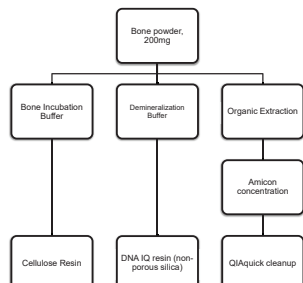 Bone powder,
200mg
Bone Incubation
Buffer
Demineralization
Buffer
Organic Extraction
Amicon
concentration
Cellulose Resin
DNA IQ resin (non-
porous silica)
QIAquick cleanup